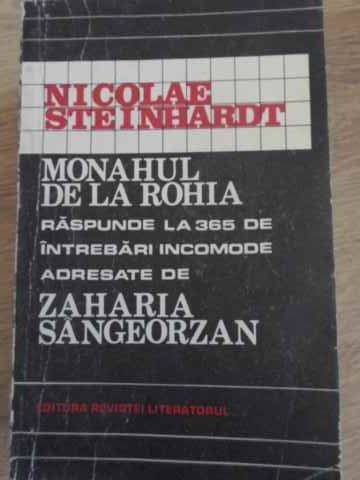 NICOLAE
STEINHARDT
MONAHUL
DE LA ROHIA
RĂSPUNDE LA 365 DE
ÎNTREBĂRI INCOMODE
ADRESATE DE
ZAHARIA
SÂNGEORZAN
EDITURA REVISTEI LITERATORUL